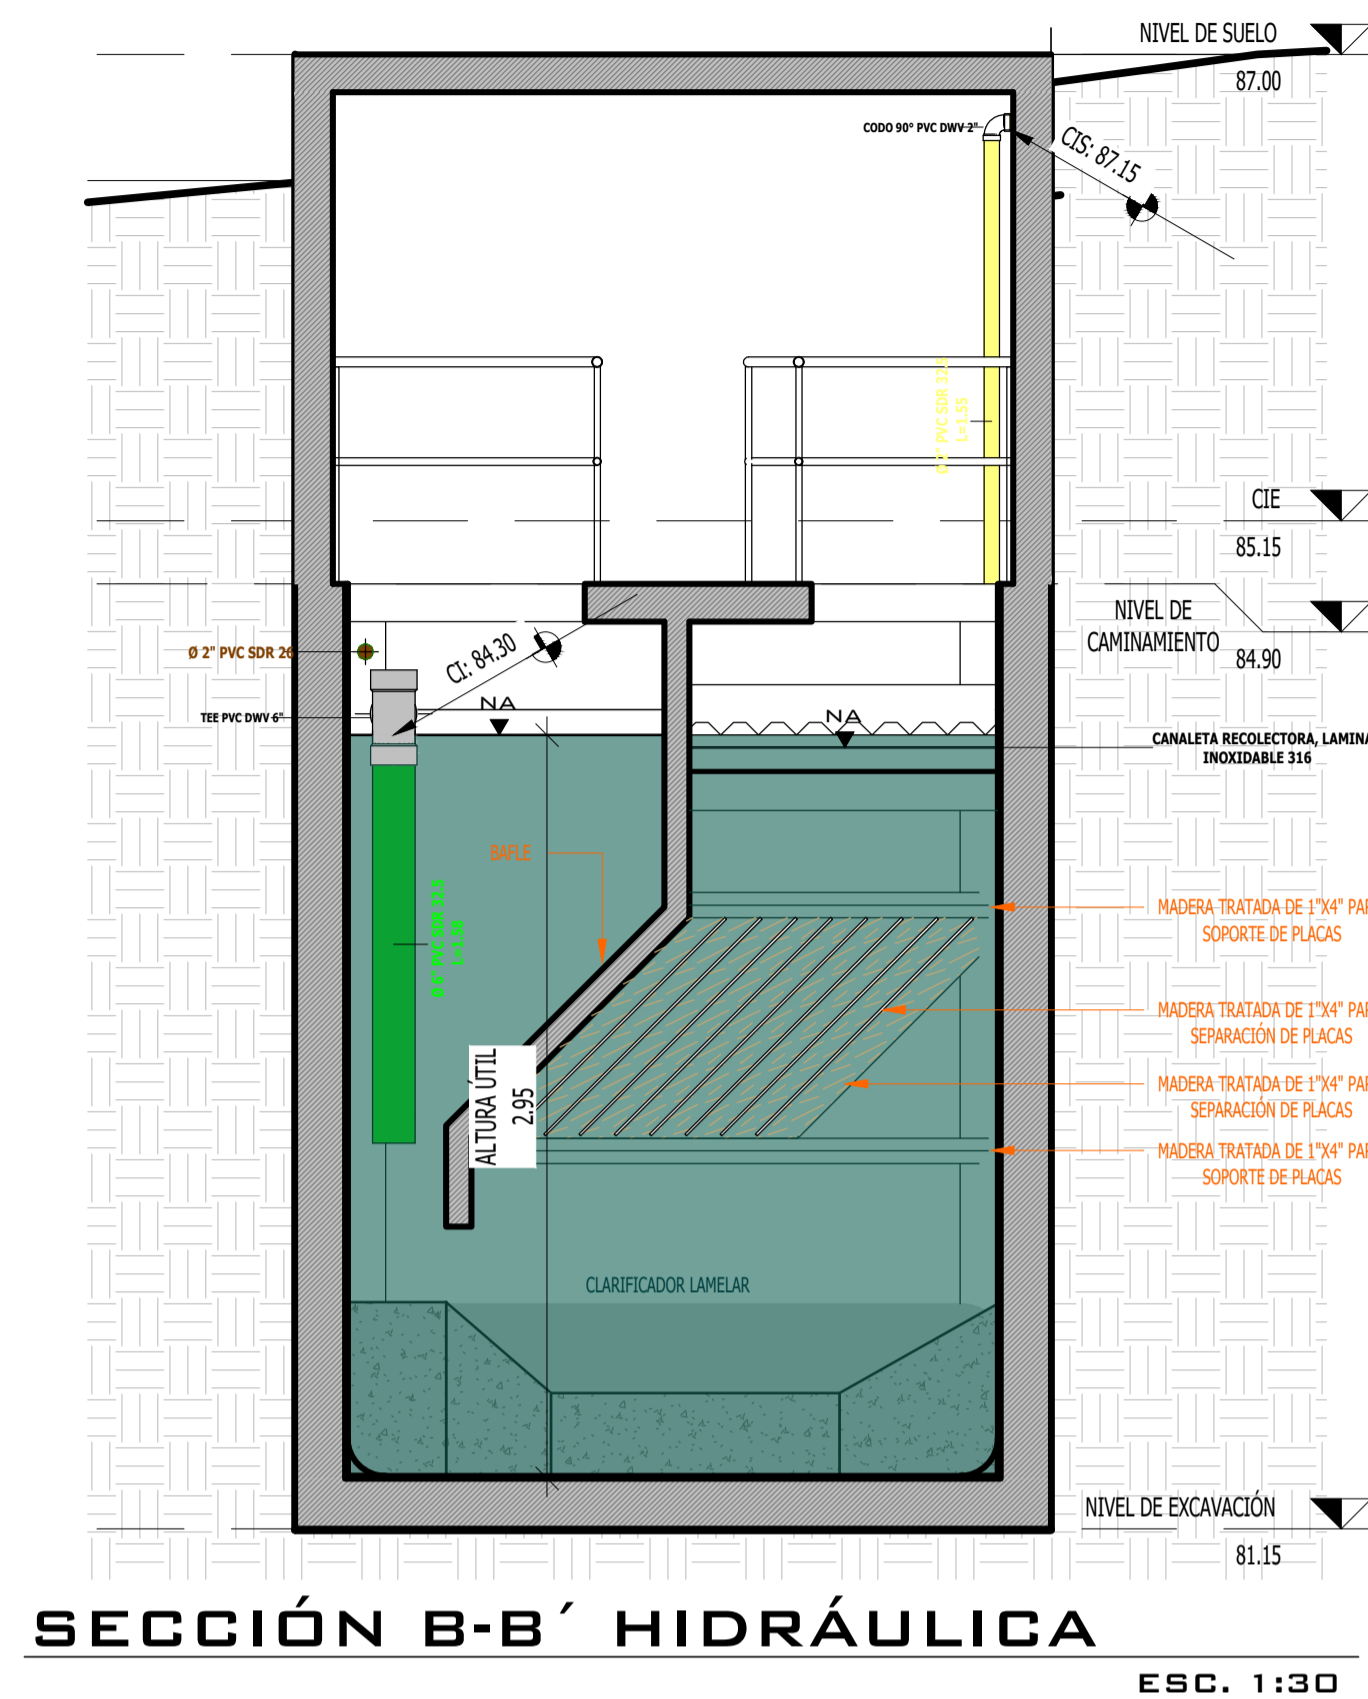 NIVEL DE SUELO
87.00
CODO 90° PVC DWV 2"
CIS: 87.15
Ø 2" PVC SDR 32.5
L=1.55
CIE
85.15
NIVEL DE
CAMINAMIENTO
84.90
Ø 2" PVC SDR 26
CI: 84.30
TEE PVC DWV 6"
NA
NA
CANALETA RECOLECTORA, LAMINA
INOXIDABLE 316
BAFLE
Ø 6" PVC SDR 32.5
L=1.58
MADERA TRATADA DE 1"X4" PAR
SOPORTE DE PLACAS
MADERA TRATADA DE 1"X4" PAR
SEPARACIÓN DE PLACAS
MADERA TRATADA DE 1"X4" PAR
SEPARACIÓN DE PLACAS
MADERA TRATADA DE 1"X4" PAR
SOPORTE DE PLACAS
ALTURA ÚTIL
2.95
CLARIFICADOR LAMELAR
NIVEL DE EXCAVACIÓN
81.15
SECCIÓN B-B´ HIDRÁULICA
ESC. 1:30